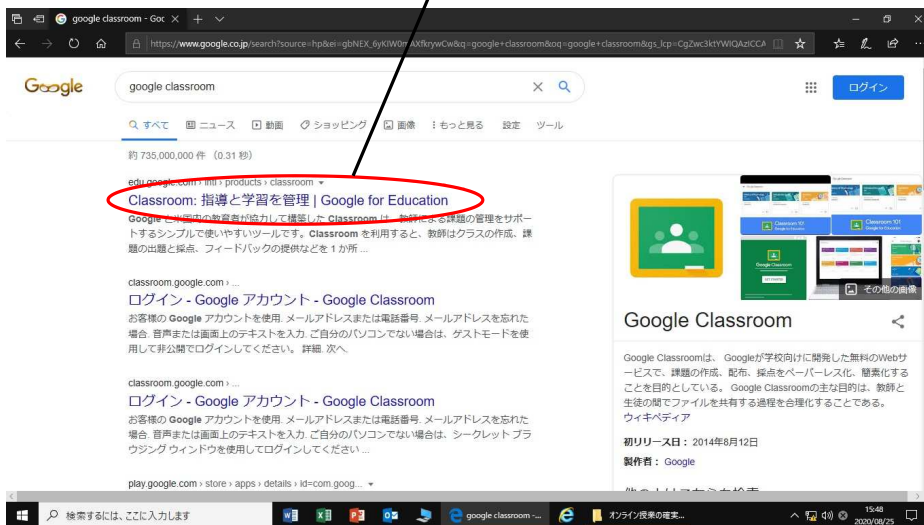 google classroom - Goc
https://www.google.co.jp/search?source=hp&ei=gbNEX_6yKIW0mAXfkrywCw&q=google+classroom&oq=google+classroom&gs_lcp=CgZwc3ktYWIQAzICCA
Google
google classroom
ログイン
すべて ニュース 動画 ショッピング 画像 もっと見る 設定 ツール
約 735,000,000 件 (0.31 秒)
edu.google.com › intl › products › classroom
Classroom: 指導と学習を管理 | Google for Education
Google と米国内の教育者が協力して構築した Classroom は、教師による課題の管理をサポー
トするシンプルで使いやすいツールです。Classroom を利用すると、教師はクラスの作成、課
題の出題と採点、フィードバックの提供などを 1 か所 ...
classroom.google.com › ...
ログイン - Google アカウント - Google Classroom
お客様の Google アカウントを使用. メールアドレスまたは電話番号. メールアドレスを忘れた
場合. 音声または画面上のテキストを入力. ご自分のパソコンでない場合は、ゲストモードを使
用して非公開でログインしてください。 詳細. 次へ.
classroom.google.com › ...
ログイン - Google アカウント - Google Classroom
お客様の Google アカウントを使用. メールアドレスまたは電話番号. メールアドレスを忘れた
場合. 音声または画面上のテキストを入力. ご自分のパソコンでない場合は、シークレット ブラ
ウジング ウィンドウを使用してログインしてください ...
play.google.com › store › apps › details › id=com.goog...
Google Classroom
GET STARTED
Classroom 101
Classroom 101
その他の画像
Google Classroom
Google Classroomは、 Googleが学校向けに開発した無料のWebサ
ービスで、課題の作成、配布、採点をペーパーレス化、簡素化する
ことを目的としている。 Google Classroomの主な目的は、教師と
生徒の間でファイルを共有する過程を合理化することである。
ウィキペディア
初リリース日： 2014年8月12日
製作者： Google
検索するには、ここに入力します
google classroom -...
オンライン授業の確実...
15:48
2020/08/25